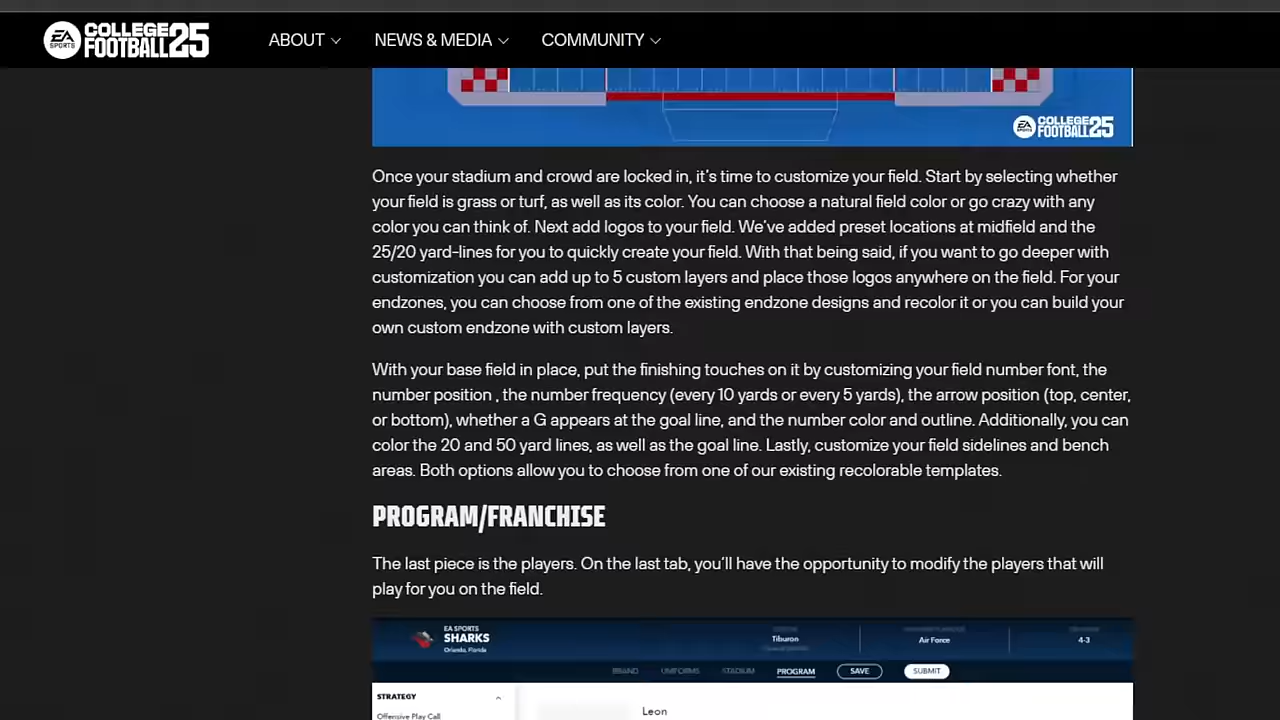 EA SPORTS COLLEGE FOOTBALL 25
ABOUT NEWS & MEDIA COMMUNITY
EA SPORTS COLLEGE FOOTBALL 25
Once your stadium and crowd are locked in, it's time to customize your field. Start by selecting whether
your field is grass or turf, as well as its color. You can choose a natural field color or go crazy with any
color you can think of. Next add logos to your field. We've added preset locations at midfield and the
25/20 yard-lines for you to quickly create your field. With that being said, if you want to go deeper with
customization you can add up to 5 custom layers and place those logos anywhere on the field. For your
endzones, you can choose from one of the existing endzone designs and recolor it or you can build your
own custom endzone with custom layers.
With your base field in place, put the finishing touches on it by customizing your field number font, the
number position , the number frequency (every 10 yards or every 5 yards), the arrow position (top, center,
or bottom), whether a G appears at the goal line, and the number color and outline. Additionally, you can
color the 20 and 50 yard lines, as well as the goal line. Lastly, customize your field sidelines and bench
areas. Both options allow you to choose from one of our existing recolorable templates.
PROGRAM/FRANCHISE
The last piece is the players. On the last tab, you'll have the opportunity to modify the players that will
play for you on the field.
EA SPORTS
SHARKS
Orlando, Florida
Tiburon
Air Force
4-3
BRAND UNIFORMS STADIUM PROGRAM SAVE SUBMIT
STRATEGY
Leon
Offensive Play Call